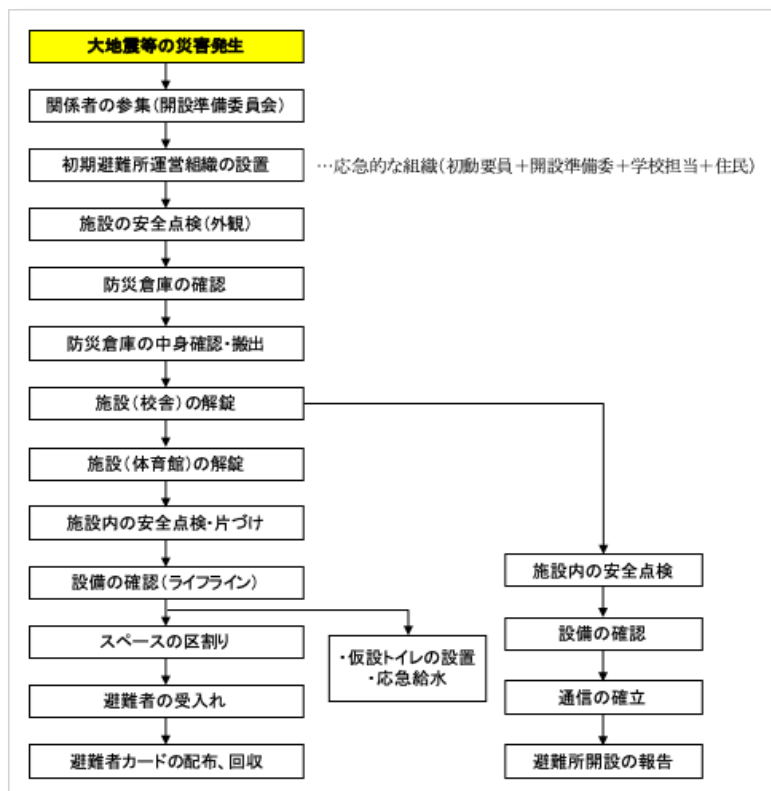 大地震等の災害発生
関係者の参集(開設準備委員会)
初期避難所運営組織の設置
…応急的な組織(初動要員＋開設準備委＋学校担当＋住民)
施設の安全点検(外観)
防災倉庫の確認
防災倉庫の中身確認・搬出
施設(校舎)の解錠
施設(体育館)の解錠
施設内の安全点検・片づけ
設備の確認(ライフライン)
スペースの区割り
避難者の受入れ
避難者カードの配布、回収
・仮設トイレの設置
・応急給水
施設内の安全点検
設備の確認
通信の確立
避難所開設の報告